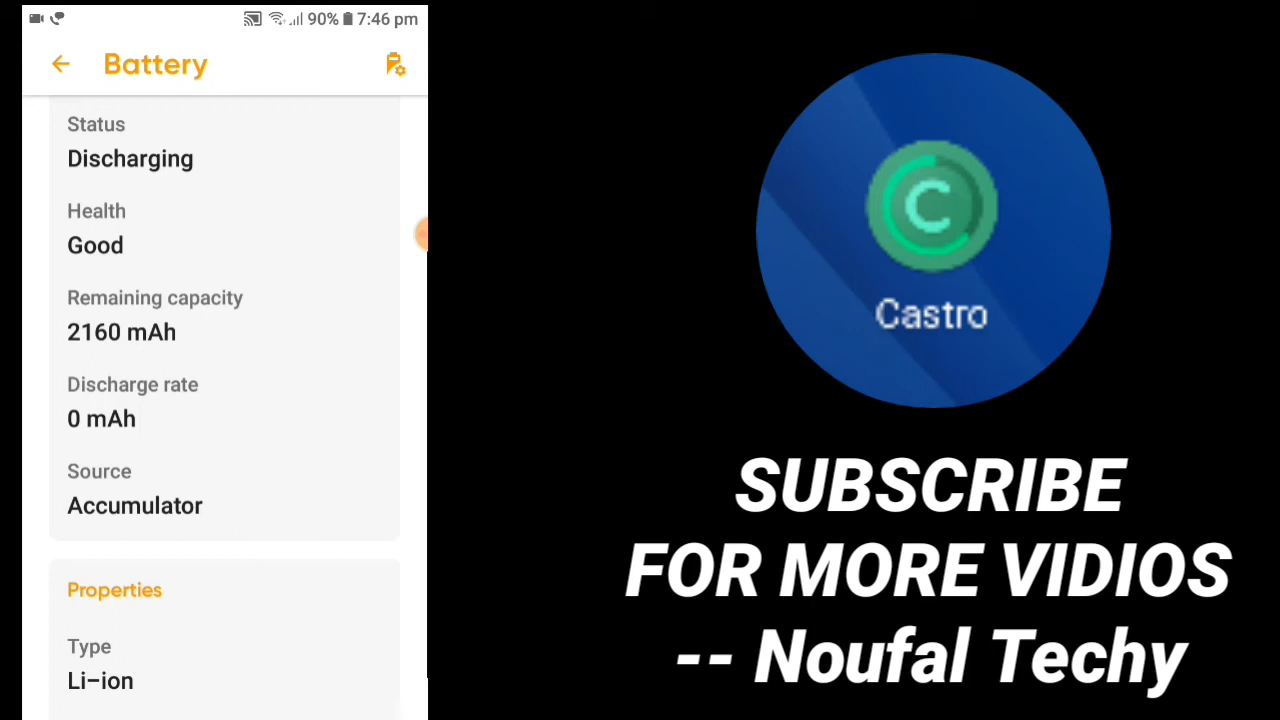 90% 7:46 pm
Battery
Status
Discharging
Health
Good
Remaining capacity
2160 mAh
Discharge rate
0 mAh
Source
Accumulator
Properties
Type
Li-ion
C
Castro
SUBSCRIBE
FOR MORE VIDIOS
-- Noufal Techy